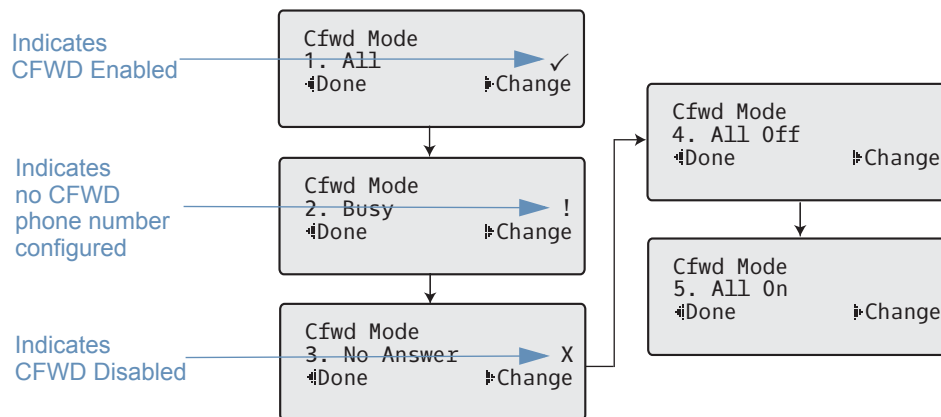 Indicates
CFWD Enabled
Cfwd Mode
1. All ✓
Done Change
Indicates
no CFWD
phone number
configured
Cfwd Mode
2. Busy !
Done Change
Indicates
CFWD Disabled
Cfwd Mode
3. No Answer X
Done Change
Cfwd Mode
4. All Off
Done Change
Cfwd Mode
5. All On
Done Change